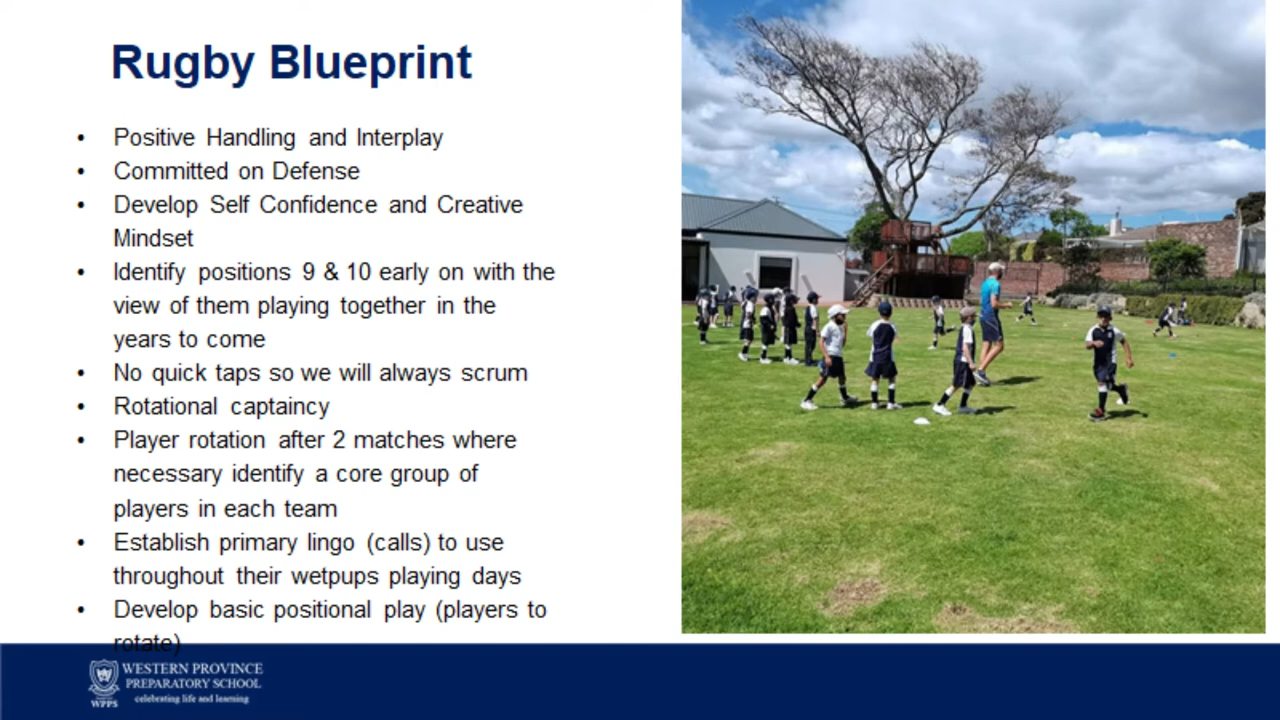 Rugby Blueprint
• Positive Handling and Interplay
• Committed on Defense
• Develop Self Confidence and Creative
Mindset
• Identify positions 9 & 10 early on with the
view of them playing together in the
years to come
• No quick taps so we will always scrum
• Rotational captaincy
• Player rotation after 2 matches where
necessary identify a core group of
players in each team
• Establish primary lingo (calls) to use
throughout their wetpups playing days
• Develop basic positional play (players to
rotate)
WESTERN PROVINCE
PREPARATORY SCHOOL
celebrating life and learning
WPPS